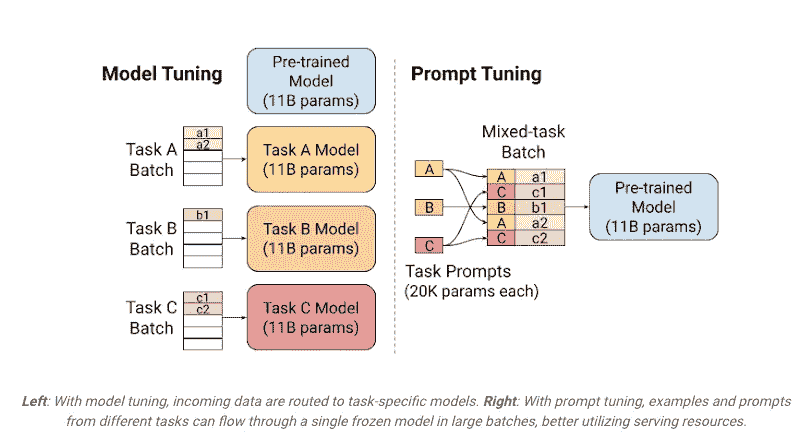 Model Tuning
Pre-trained
Model
(11B params)
Task A
Batch
a1
a2
Task A Model
(11B params)
Task B
Batch
b1
Task B Model
(11B params)
Task C
Batch
c1
c2
Task C Model
(11B params)
Prompt Tuning
Mixed-task
Batch
A
B
C
A a1
C c1
B b1
A a2
C c2
Task Prompts
(20K params each)
Pre-trained
Model
(11B params)
Left: With model tuning, incoming data are routed to task-specific models. Right: With prompt tuning, examples and prompts
from different tasks can flow through a single frozen model in large batches, better utilizing serving resources.